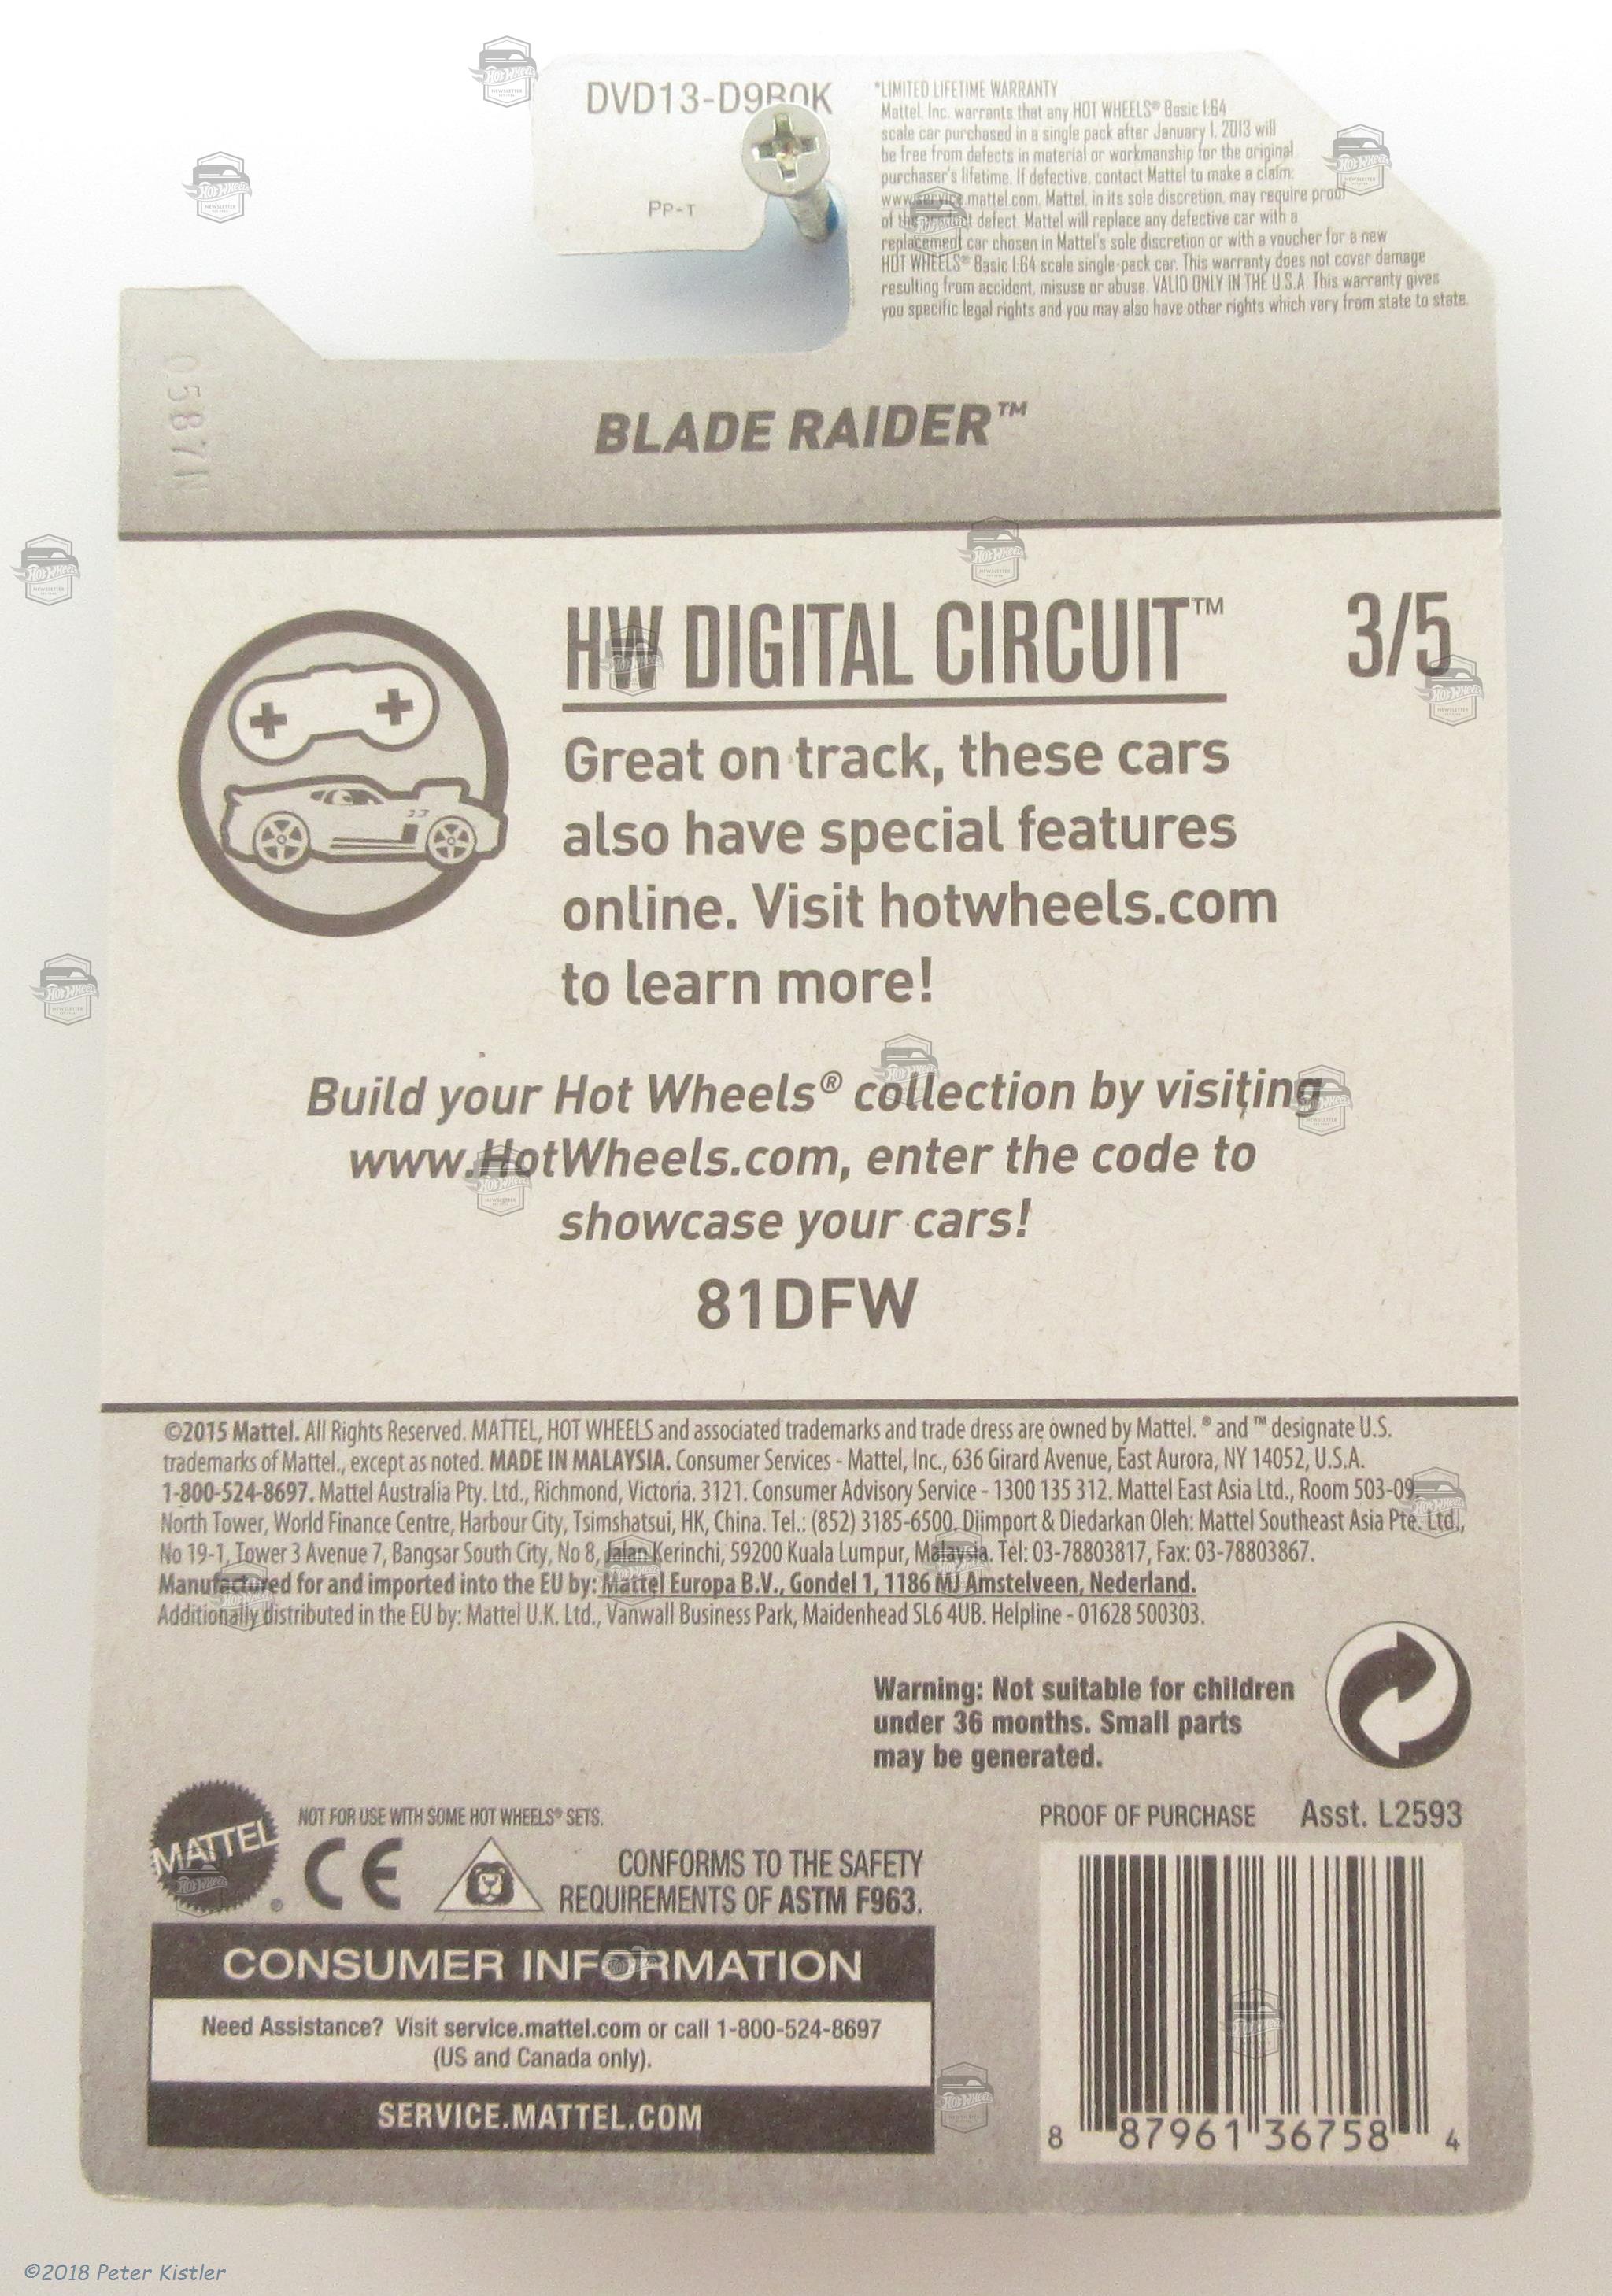 DVD13-D9B0K
PP-T
*LIMITED LIFETIME WARRANTY
Mattel, Inc. warrants that any HOT WHEELS® Basic 1:64
scale car purchased in a single pack after January 1, 2013 will
be free from defects in material or workmanship for the original
purchaser's lifetime. If defective, contact Mattel to make a claim:
www.service.mattel.com. Mattel, in its sole discretion, may require proof
of the product defect. Mattel will replace any defective car with a
replacement car chosen in Mattel's sole discretion or with a voucher for a new
HOT WHEELS® Basic 1:64 scale single-pack car. This warranty does not cover damage
resulting from accident, misuse or abuse. VALID ONLY IN THE U.S.A. This warranty gives
you specific legal rights and you may also have other rights which vary from state to state.
0587N
BLADE RAIDER™
HW DIGITAL CIRCUIT™ 3/5
Great on track, these cars
also have special features
online. Visit hotwheels.com
to learn more!
Build your Hot Wheels® collection by visiting
www.HotWheels.com, enter the code to
showcase your cars!
81DFW
©2015 Mattel. All Rights Reserved. MATTEL, HOT WHEELS and associated trademarks and trade dress are owned by Mattel. ® and ™ designate U.S.
trademarks of Mattel., except as noted. MADE IN MALAYSIA. Consumer Services - Mattel, Inc., 636 Girard Avenue, East Aurora, NY 14052, U.S.A.
1-800-524-8697. Mattel Australia Pty. Ltd., Richmond, Victoria. 3121. Consumer Advisory Service - 1300 135 312. Mattel East Asia Ltd., Room 503-09,
North Tower, World Finance Centre, Harbour City, Tsimshatsui, HK, China. Tel.: (852) 3185-6500. Diimport & Diedarkan Oleh: Mattel Southeast Asia Pte. Ltd.,
No 19-1, Tower 3 Avenue 7, Bangsar South City, No 8, Jalan Kerinchi, 59200 Kuala Lumpur, Malaysia. Tel: 03-78803817, Fax: 03-78803867.
Manufactured for and imported into the EU by: Mattel Europa B.V., Gondel 1, 1186 MJ Amstelveen, Nederland.
Additionally distributed in the EU by: Mattel U.K. Ltd., Vanwall Business Park, Maidenhead SL6 4UB. Helpline - 01628 500303.
Warning: Not suitable for children
under 36 months. Small parts
may be generated.
MATTEL®
NOT FOR USE WITH SOME HOT WHEELS® SETS.
CE
CONFORMS TO THE SAFETY
REQUIREMENTS OF ASTM F963.
PROOF OF PURCHASE Asst. L2593
CONSUMER INFORMATION
Need Assistance? Visit service.mattel.com or call 1-800-524-8697
(US and Canada only).
SERVICE.MATTEL.COM
8 87961 36758 4
©2018 Peter Kistler